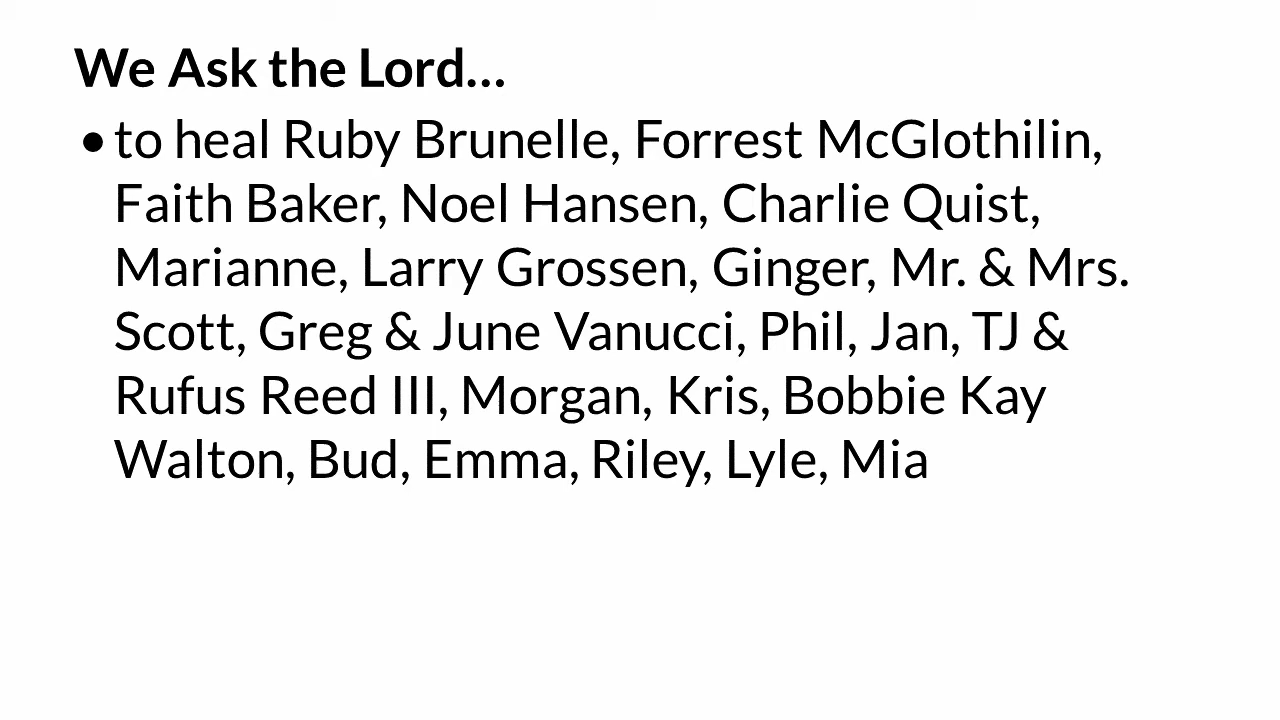 We Ask the Lord...
• to heal Ruby Brunelle, Forrest McGlothilin,
Faith Baker, Noel Hansen, Charlie Quist,
Marianne, Larry Grossen, Ginger, Mr. & Mrs.
Scott, Greg & June Vanucci, Phil, Jan, TJ &
Rufus Reed III, Morgan, Kris, Bobbie Kay
Walton, Bud, Emma, Riley, Lyle, Mia